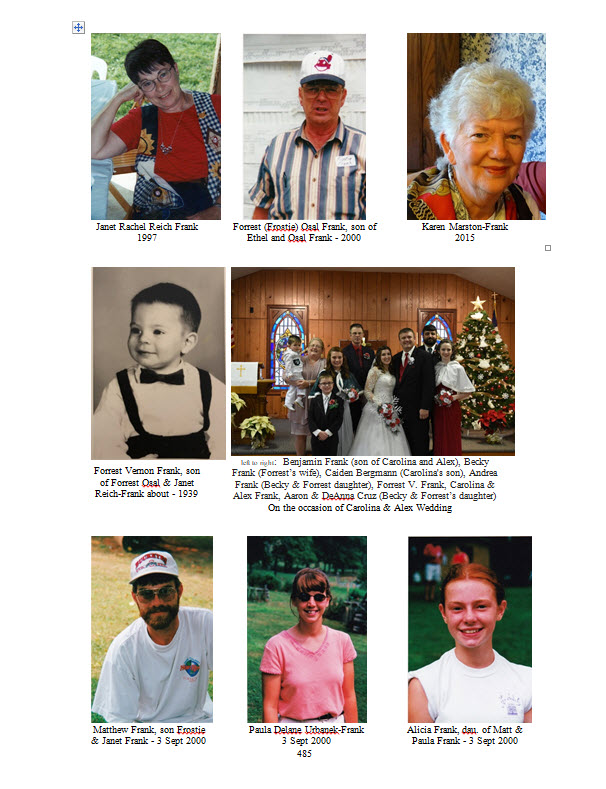 Janet Rachel Reich Frank
1997
Forrest (Frostie) Osal Frank, son of
Ethel and Osal Frank - 2000
Karen Marston-Frank
2015
Forrest Vernon Frank, son
of Forrest Osal & Janet
Reich-Frank about - 1939
left to right: Benjamin Frank (son of Carolina and Alex), Becky
Frank (Forrest's wife), Caiden Bergmann (Carolina's son), Andrea
Frank (Becky & Forrest daughter), Forrest V. Frank, Carolina &
Alex Frank, Aaron & DeAnna Cruz (Becky & Forrest's daughter)
On the occasion of Carolina & Alex Wedding
Matthew Frank, son Frostie
& Janet Frank - 3 Sept 2000
Paula Delane Urbanek-Frank
3 Sept 2000
Alicia Frank, dau. of Matt &
Paula Frank - 3 Sept 2000
485